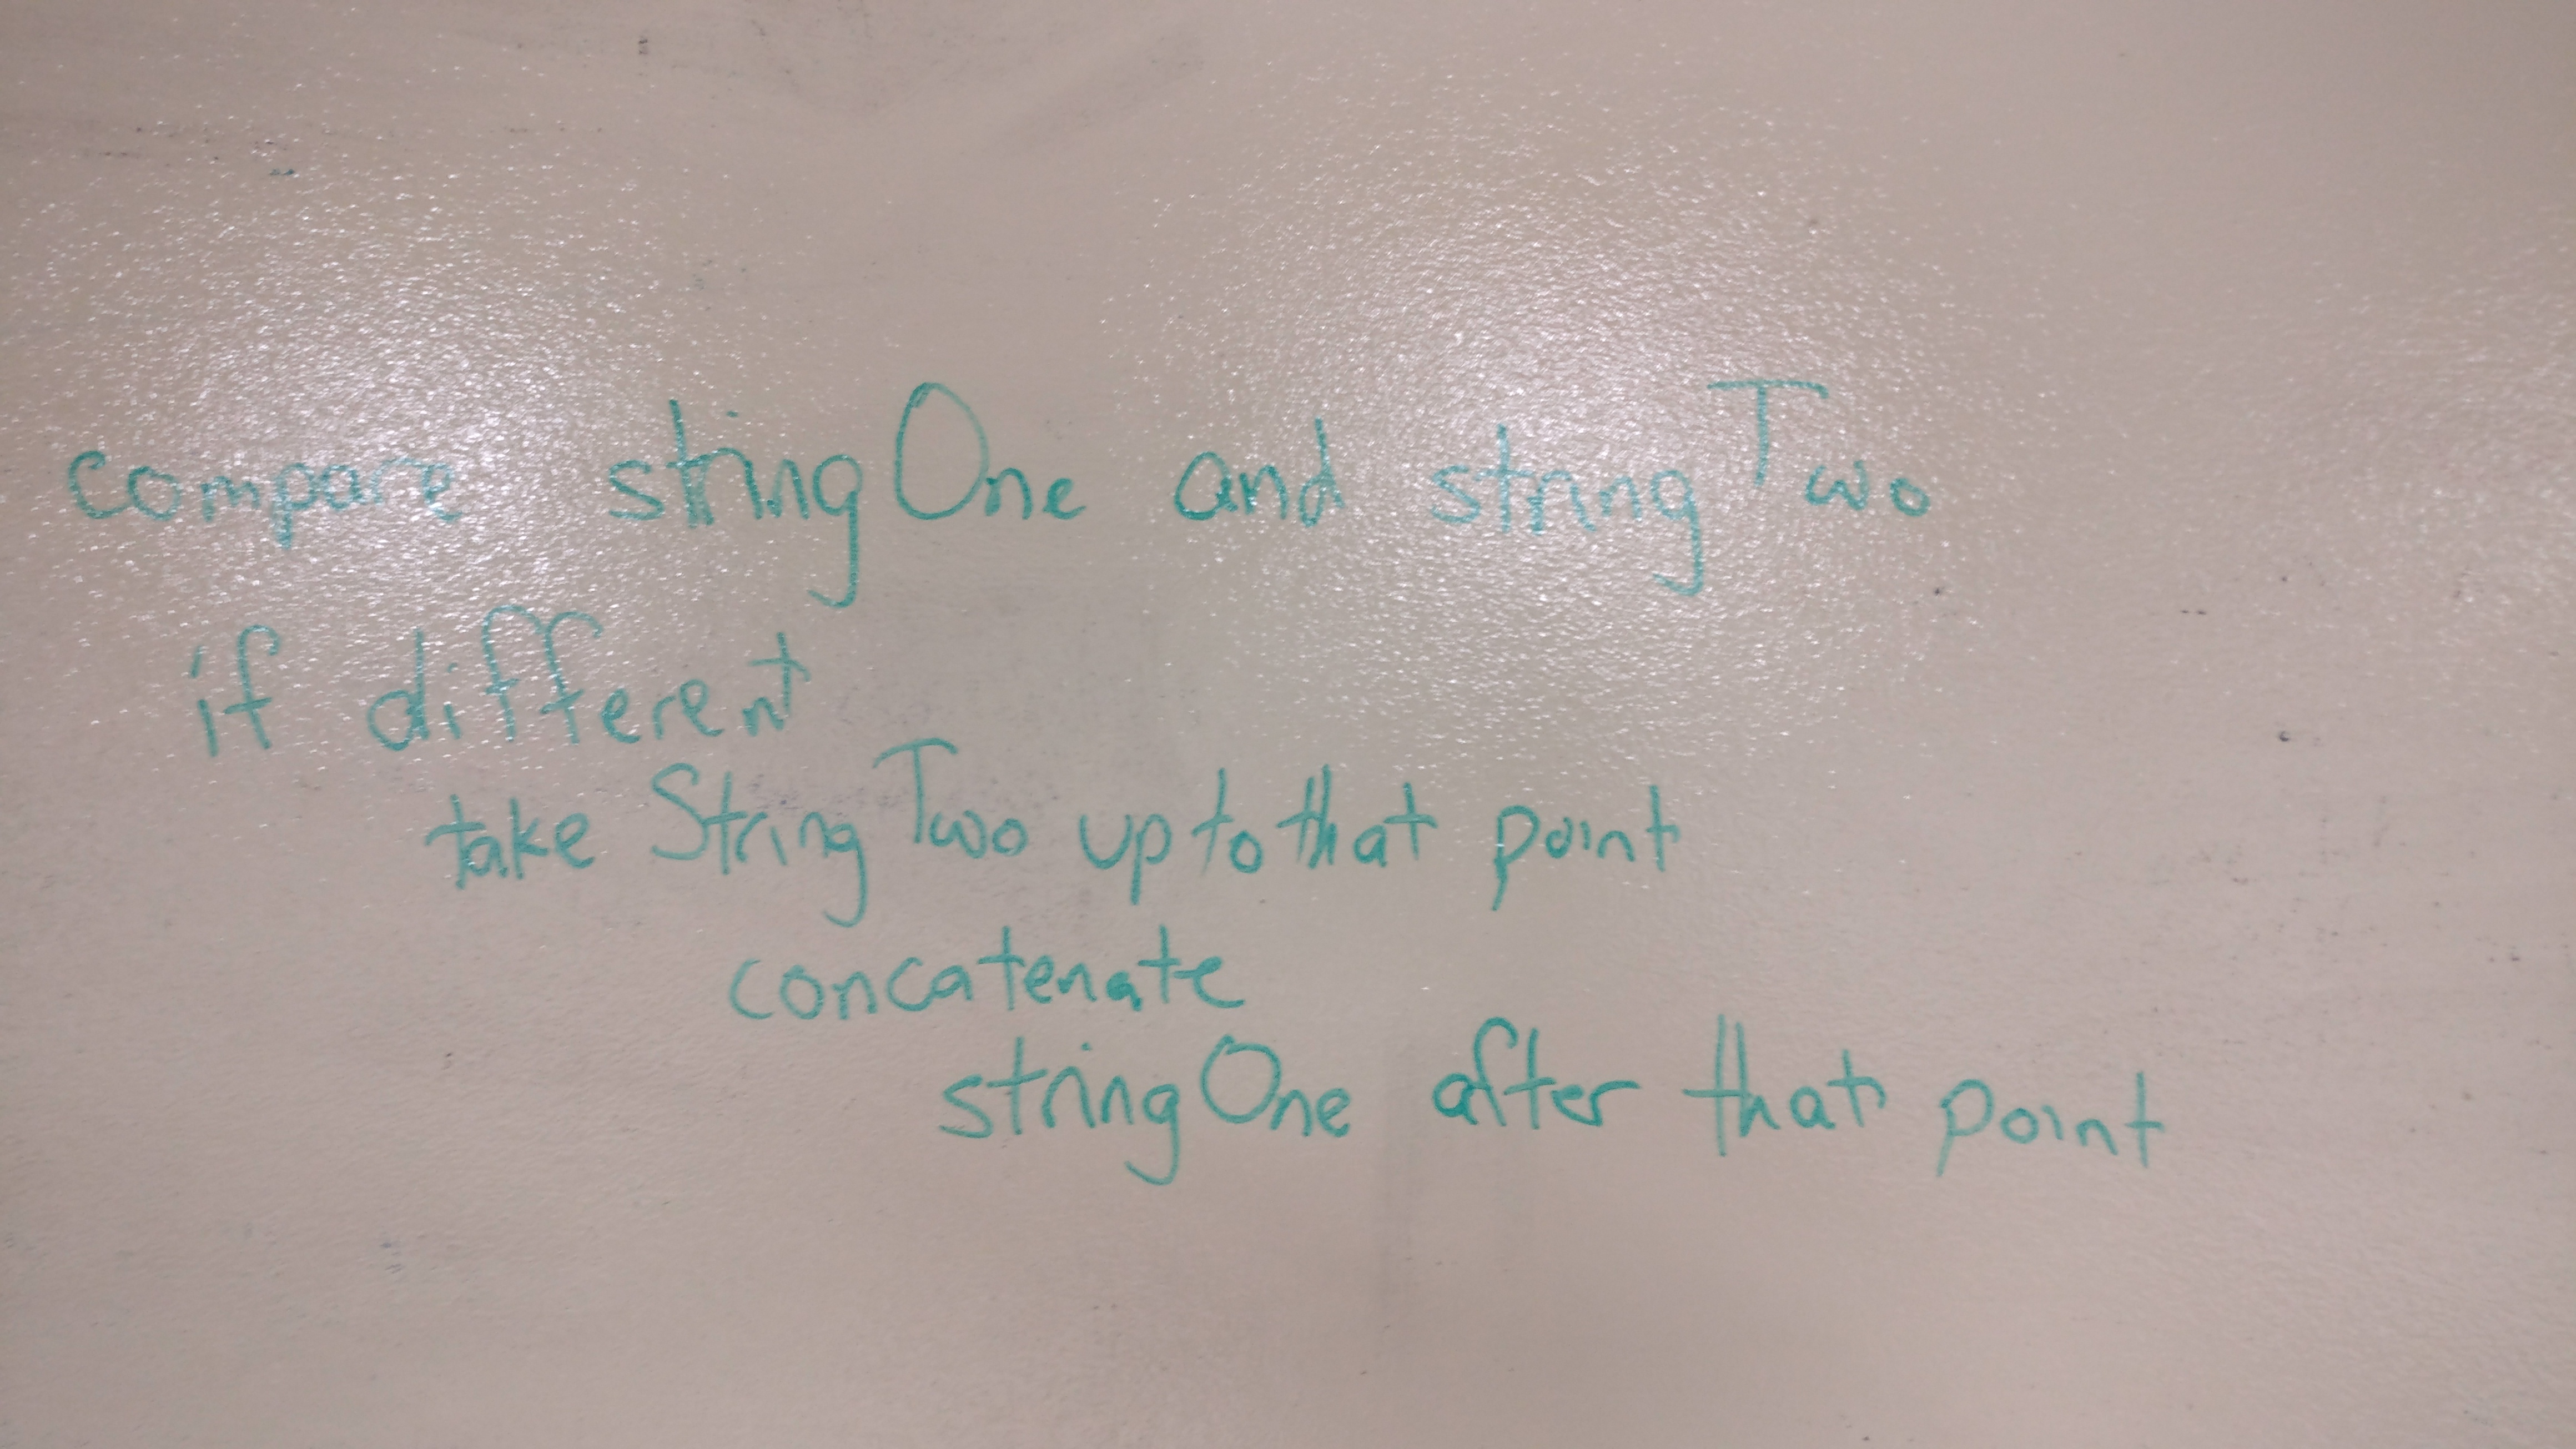 compare stringOne and stringTwo
if different
take StringTwo up to that point
concatenate
stringOne after that point